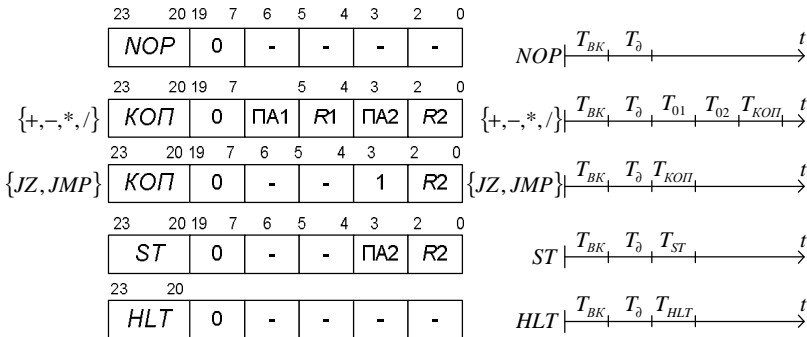 23 20 19 7 6 5 4 3 2 0
NOP 0 - - - -
NOP T_ВК T_д t
23 20 19 7 5 4 3 2 0
{+,−,*,/} КОП 0 ПА1 R1 ПА2 R2
{+,−,*,/} T_ВК T_д T_01 T_02 T_КОП t
23 20 19 7 6 5 4 3 2 0
{JZ, JMP} КОП 0 - - 1 R2
{JZ, JMP} T_ВК T_д T_КОП t
23 20 19 7 6 5 4 3 2 0
ST 0 - - ПА2 R2
ST T_ВК T_д T_ST t
23 20
HLT 0 - - - -
HLT T_ВК T_д T_HLT t